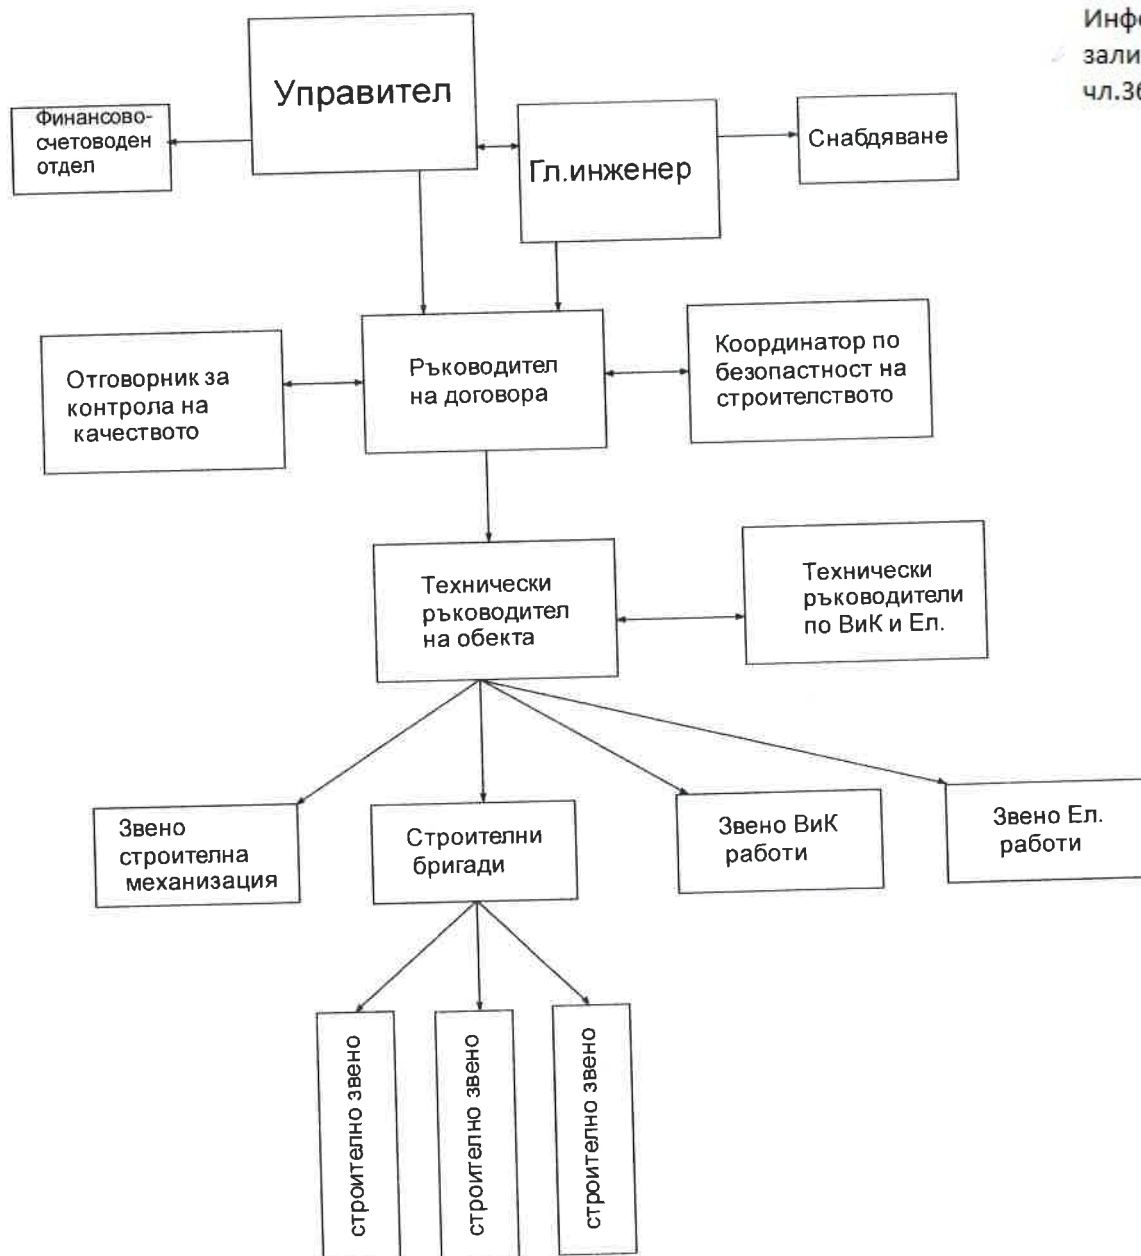 зали
Управител
Финансово-
счетоводен
отдел
Гл.инженер
Снабдяване
Отговорник за
контрола на
качеството
Ръководител
на договора
Координатор по
безопастност на
строителството
Технически
ръководител
на обекта
Технически
ръководители
по ВиК и Ел.
Звено
строителна
механизация
Строителни
бригади
Звено ВиК
работи
Звено Ел.
работи
строително звено
строително звено
строително звено